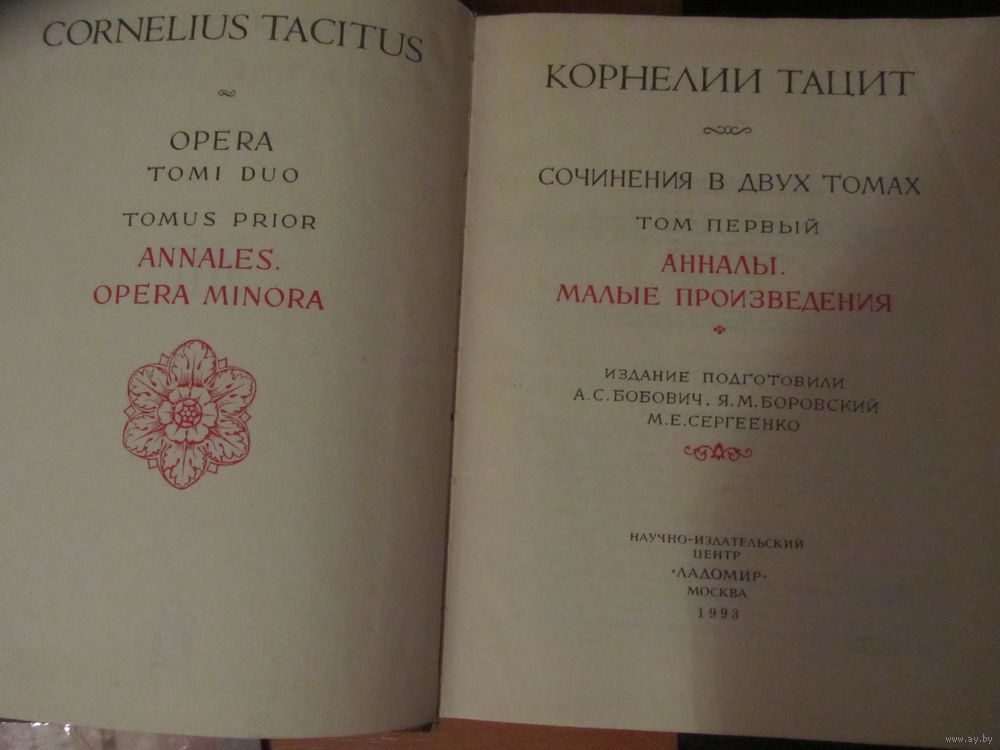 CORNELIUS TACITUS
OPERA
TOMI DUO
TOMUS PRIOR
ANNALES.
OPERA MINORA
КОРНЕЛИИ ТАЦИТ
СОЧИНЕНИЯ В ДВУХ ТОМАХ
ТОМ ПЕРВЫЙ
АННАЛЫ.
МАЛЫЕ ПРОИЗВЕДЕНИЯ
ИЗДАНИЕ ПОДГОТОВИЛИ
А.С.БОБОВИЧ, Я.М.БОРОВСКИЙ
М.Е.СЕРГЕЕНКО
НАУЧНО-ИЗДАТЕЛЬСКИЙ
ЦЕНТР
"ЛАДОМИР"
МОСКВА
1993
www.ay.by